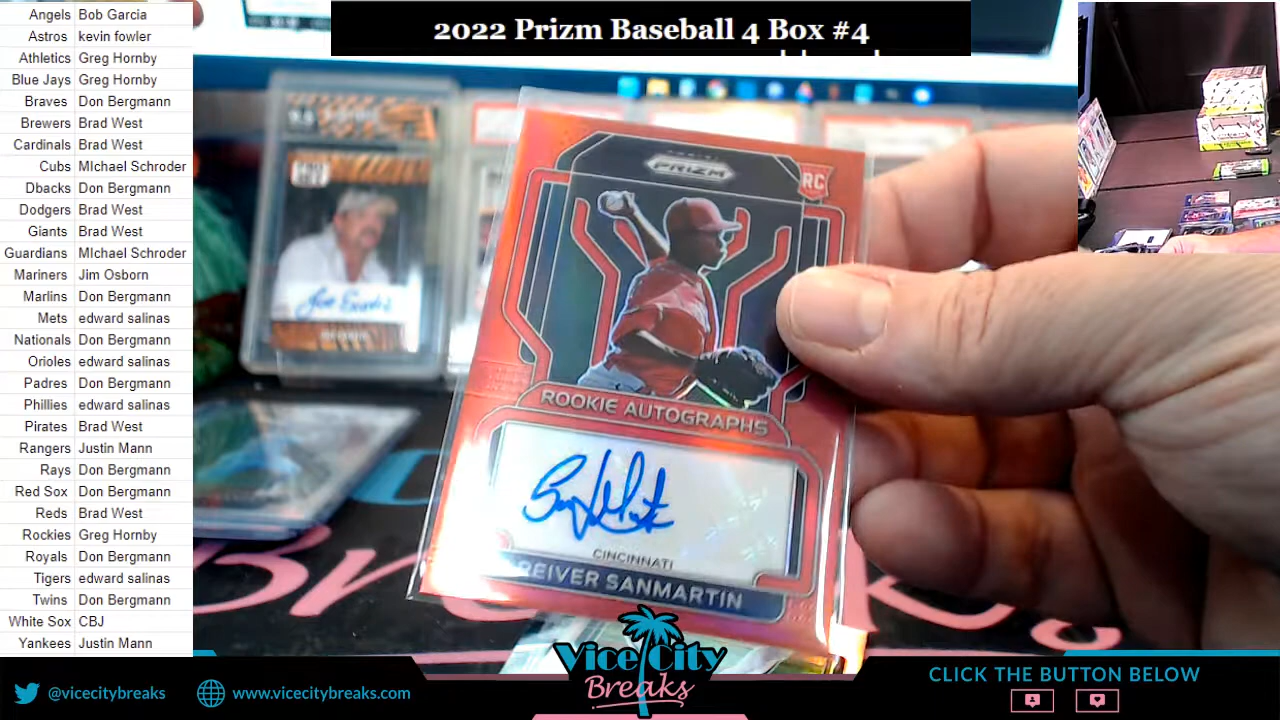 2022 Prizm Baseball 4 Box #4
Angels Bob Garcia
Astros kevin fowler
Athletics Greg Hornby
Blue Jays Greg Hornby
Braves Don Bergmann
Brewers Brad West
Cardinals Brad West
Cubs MIchael Schroder
Dbacks Don Bergmann
Dodgers Brad West
Giants Brad West
Guardians MIchael Schroder
Mariners Jim Osborn
Marlins Don Bergmann
Mets edward salinas
Nationals Don Bergmann
Orioles edward salinas
Padres Don Bergmann
Phillies edward salinas
Pirates Brad West
Rangers Justin Mann
Rays Don Bergmann
Red Sox Don Bergmann
Reds Brad West
Rockies Greg Hornby
Royals Don Bergmann
Tigers edward salinas
Twins Don Bergmann
White Sox CBJ
Yankees Justin Mann
PANINI
PRIZM
RC
ROOKIE AUTOGRAPHS
CINCINNATI
REIVER SANMARTIN
Vice City
Breaks
@vicecitybreaks
www.vicecitybreaks.com
CLICK THE BUTTON BELOW